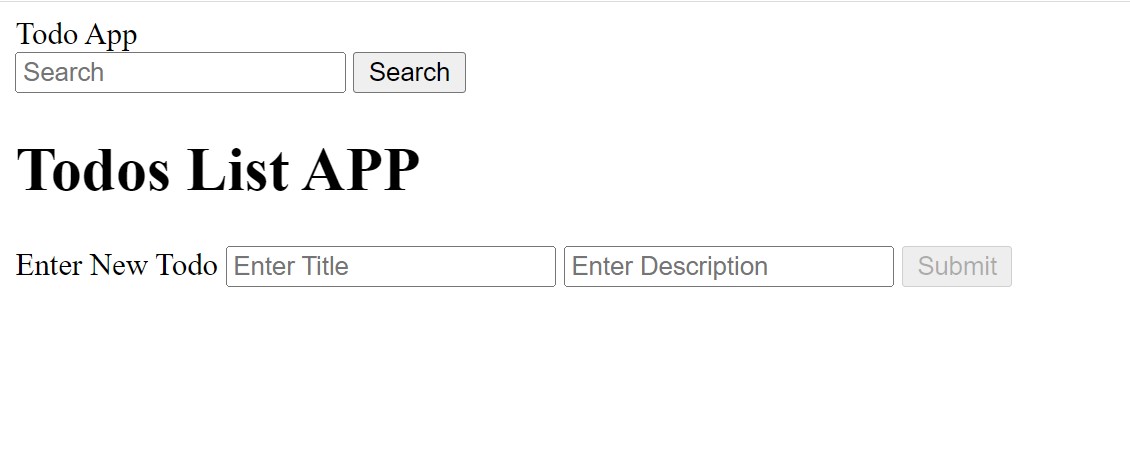 Todo App
Search Search
Todos List APP
Enter New Todo Enter Title Enter Description Submit